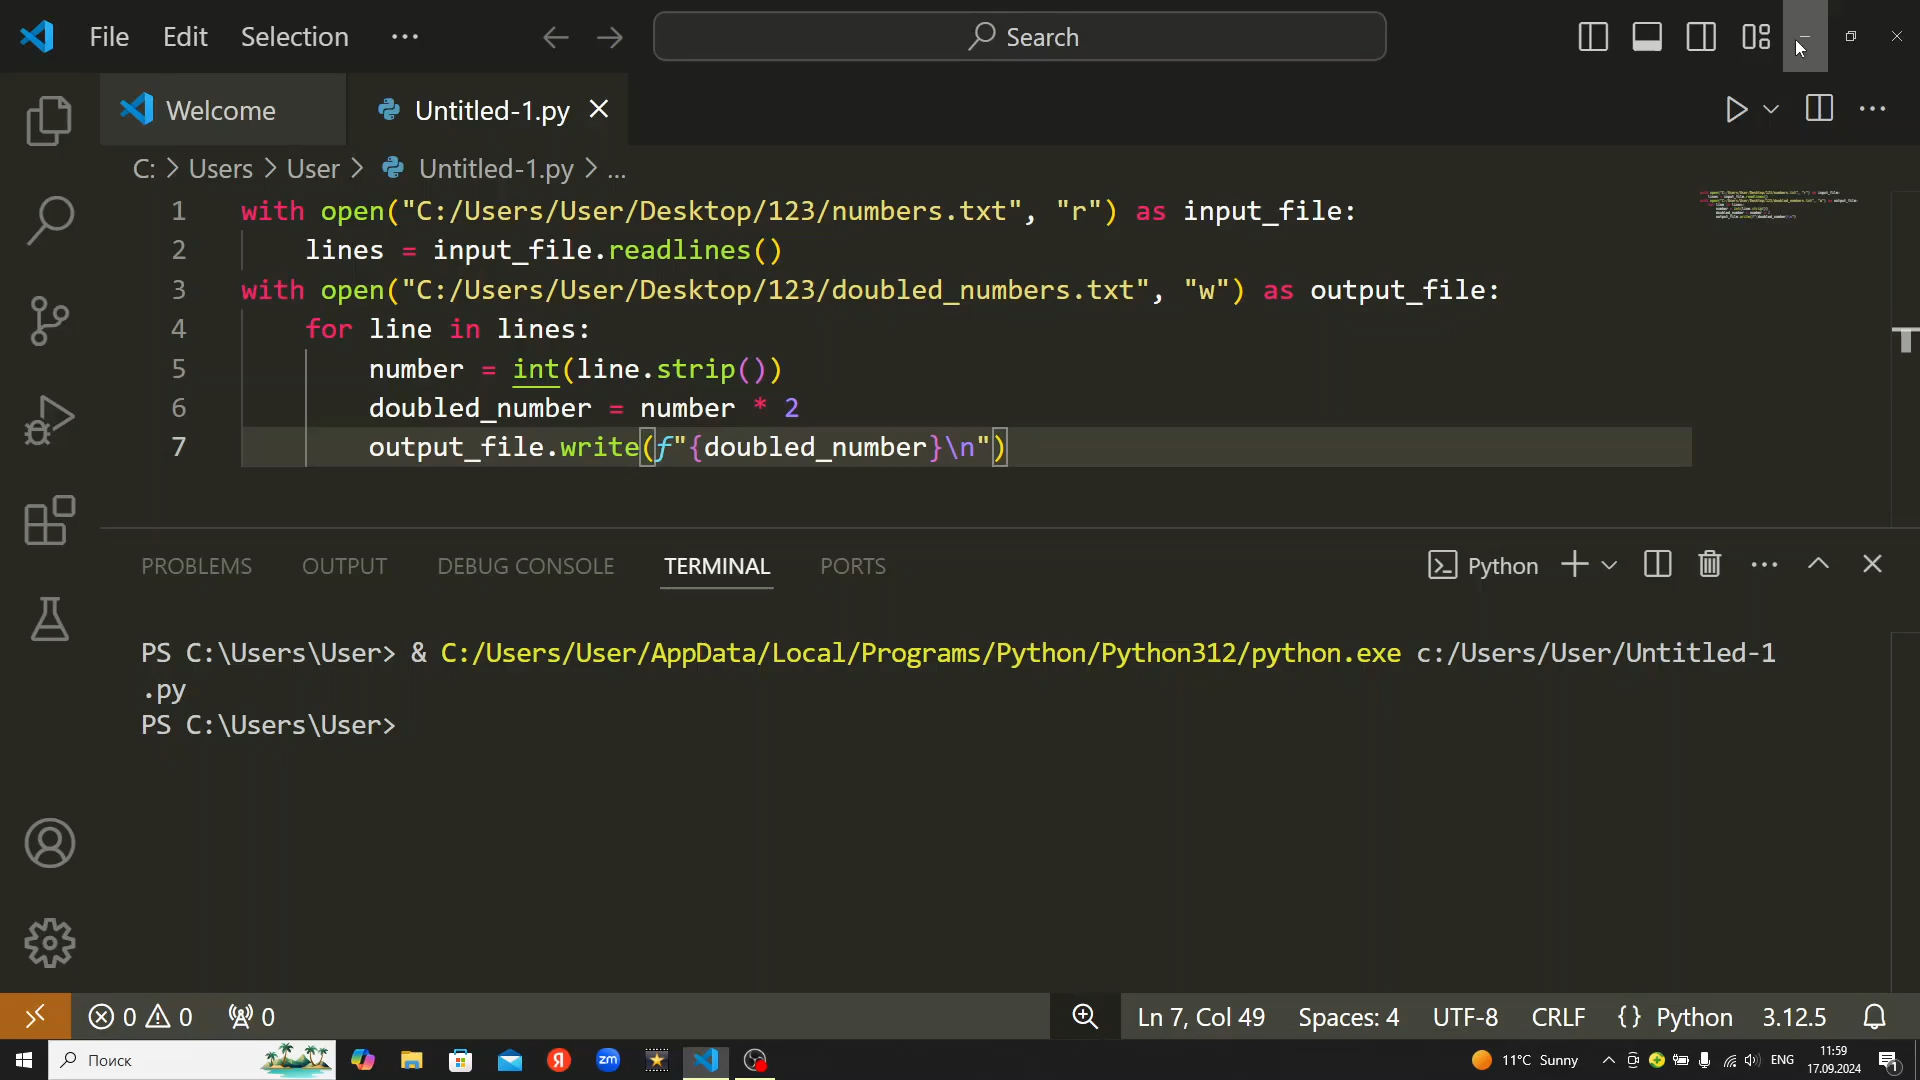 File Edit Selection ···
Search
Welcome
Untitled-1.py
C: > Users > User > Untitled-1.py > ...
1 with open("C:/Users/User/Desktop/123/numbers.txt", "r") as input_file:
2 lines = input_file.readlines()
3 with open("C:/Users/User/Desktop/123/doubled_numbers.txt", "w") as output_file:
4 for line in lines:
5 number = int(line.strip())
6 doubled_number = number * 2
7 output_file.write(f"{doubled_number}\n")
PROBLEMS OUTPUT DEBUG CONSOLE TERMINAL PORTS
Python
PS C:\Users\User> & C:/Users/User/AppData/Local/Programs/Python/Python312/python.exe c:/Users/User/Untitled-1
.py
PS C:\Users\User>
0 0 0
Ln 7, Col 49 Spaces: 4 UTF-8 CRLF {} Python 3.12.5
Поиск
Я
zm
11°C Sunny
ENG
11:59
17.09.2024
1